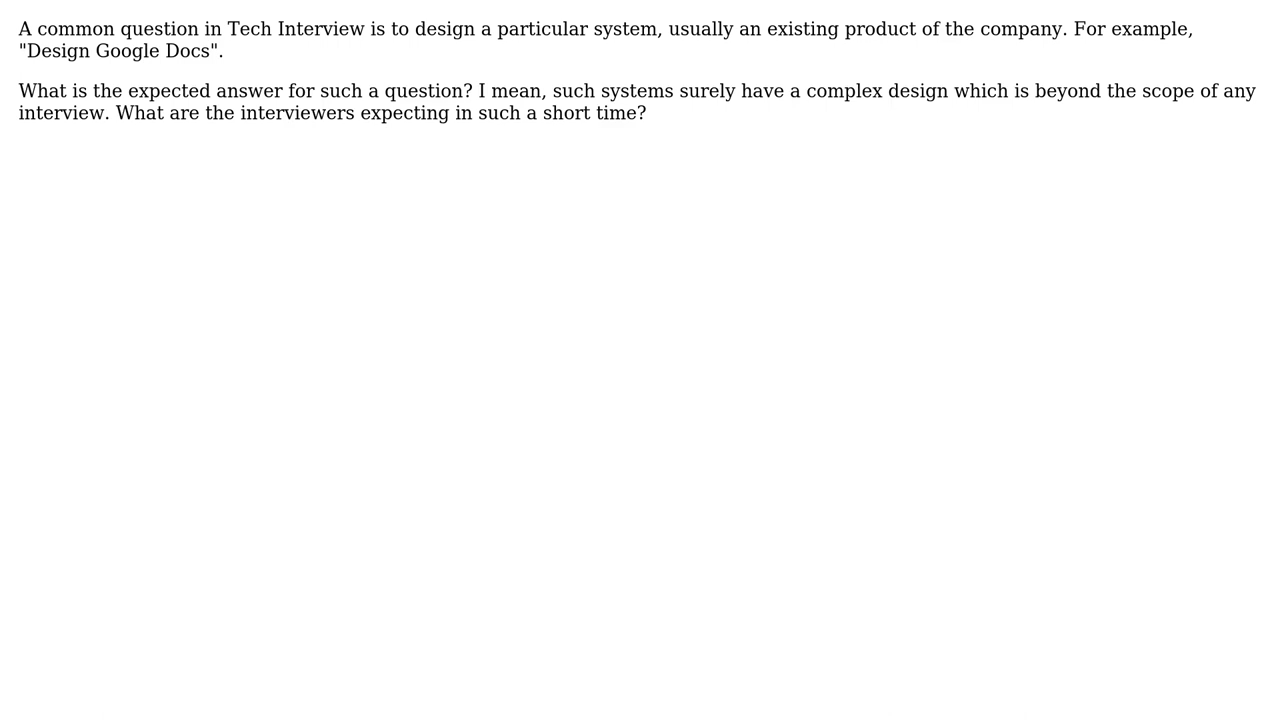 A common question in Tech Interview is to design a particular system, usually an existing product of the company. For example,
"Design Google Docs".
What is the expected answer for such a question? I mean, such systems surely have a complex design which is beyond the scope of any
interview. What are the interviewers expecting in such a short time?